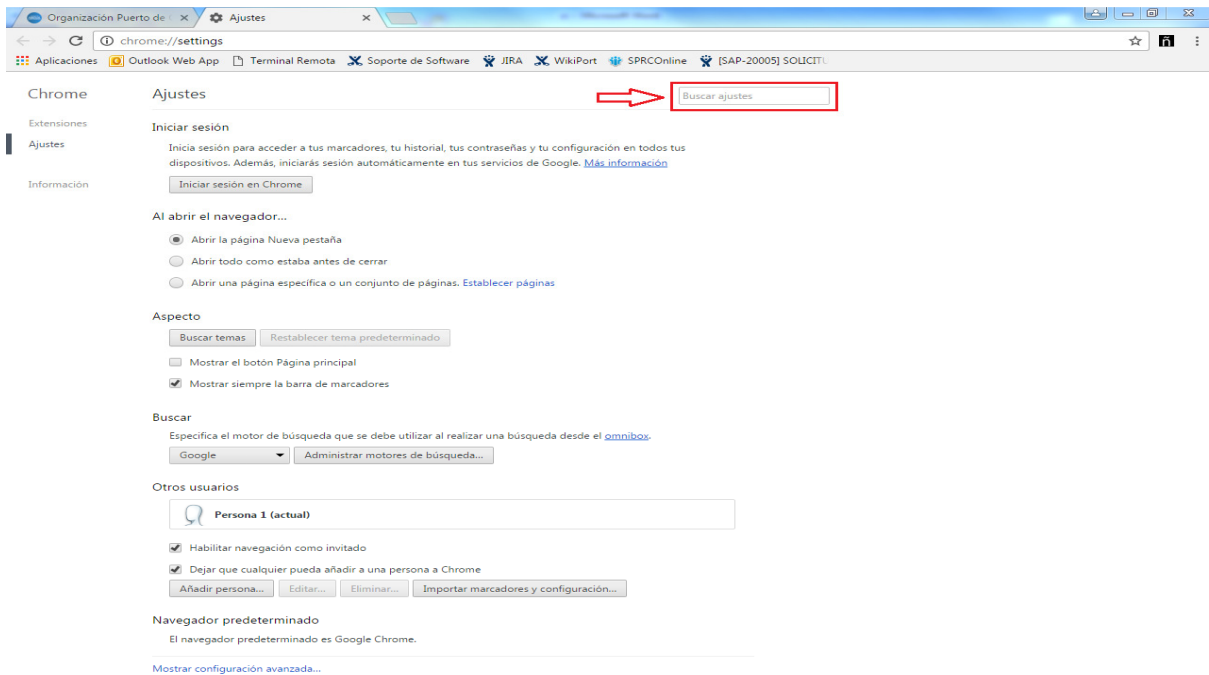 Organización Puerto de
Ajustes
chrome://settings
Aplicaciones Outlook Web App Terminal Remota Soporte de Software JIRA WikiPort SPRCOnline [SAP-20005] SOLICITU
Chrome
Extensiones
Ajustes
Información
Ajustes
Buscar ajustes
Iniciar sesión
Inicia sesión para acceder a tus marcadores, tu historial, tus contraseñas y tu configuración en todos tus
dispositivos. Además, iniciarás sesión automáticamente en tus servicios de Google. Más información
Iniciar sesión en Chrome
Al abrir el navegador...
Abrir la página Nueva pestaña
Abrir todo como estaba antes de cerrar
Abrir una página específica o un conjunto de páginas. Establecer páginas
Aspecto
Buscar temas Restablecer tema predeterminado
Mostrar el botón Página principal
Mostrar siempre la barra de marcadores
Buscar
Especifica el motor de búsqueda que se debe utilizar al realizar una búsqueda desde el omnibox.
Google Administrar motores de búsqueda...
Otros usuarios
Persona 1 (actual)
Habilitar navegación como invitado
Dejar que cualquier pueda añadir a una persona a Chrome
Añadir persona... Editar... Eliminar... Importar marcadores y configuración...
Navegador predeterminado
El navegador predeterminado es Google Chrome.
Mostrar configuración avanzada...